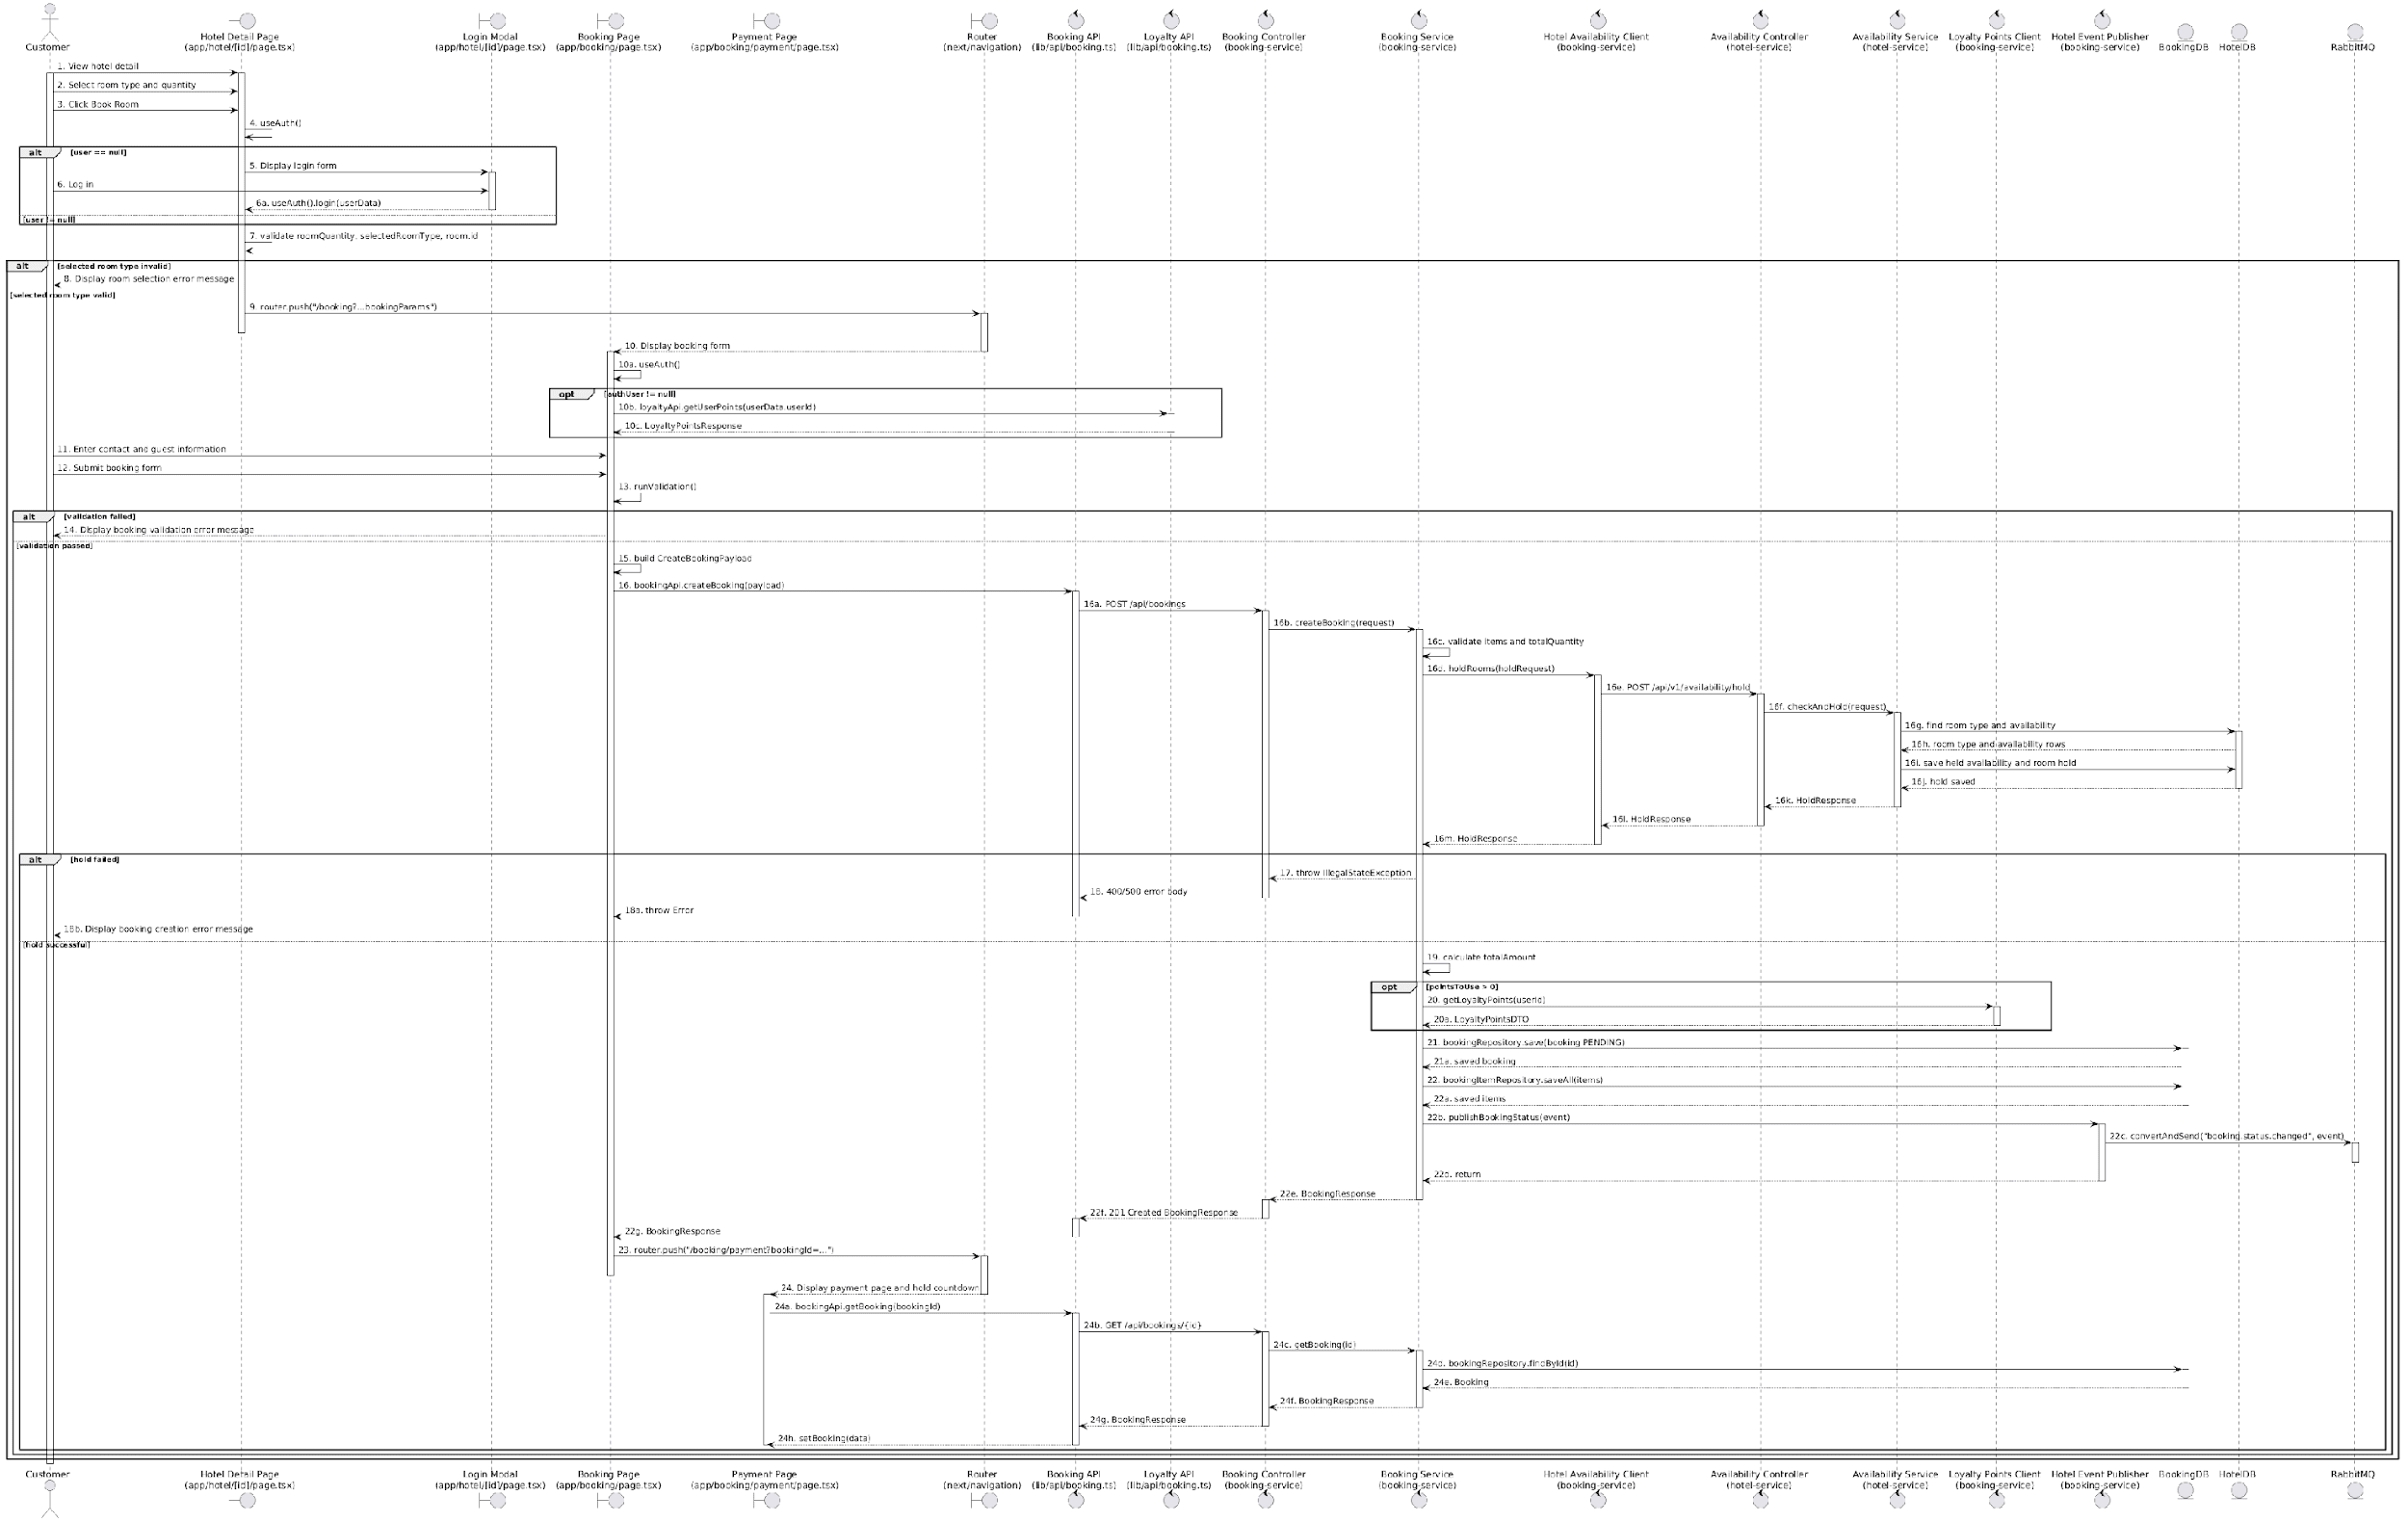 Customer
Hotel Detail Page
(app/hotel/[id]/page.tsx)
Login Modal
(app/hotel/[id]/page.tsx)
Booking Page
(app/booking/page.tsx)
Payment Page
(app/booking/payment/page.tsx)
Router
(next/navigation)
Booking API
(lib/api/booking.ts)
Loyalty API
(lib/api/booking.ts)
Booking Controller
(booking-service)
Booking Service
(booking-service)
Hotel Availability Client
(booking-service)
Availability Controller
(hotel-service)
Availability Service
(hotel-service)
Loyalty Points Client
(booking-service)
Hotel Event Publisher
(booking-service)
BookingDB
HotelDB
RabbitMQ
1. View hotel detail
2. Select room type and quantity
3. Click Book Room
4. useAuth()
alt [user == null]
5. Display login form
6. Log in
6a. useAuth().login(userData)
[user != null]
7. validate roomQuantity, selectedRoomType, room.id
alt [selected room type invalid]
8. Display room selection error message
[selected room type valid]
9. router.push("/booking?...bookingParams")
10. Display booking form
10a. useAuth()
opt [authUser != null]
10b. loyaltyApi.getUserPoints(userData.userId)
10c. LoyaltyPointsResponse
11. Enter contact and guest information
12. Submit booking form
13. runValidation()
alt [validation failed]
14. Display booking validation error message
[validation passed]
15. build CreateBookingPayload
16. bookingApi.createBooking(payload)
16a. POST /api/bookings
16b. createBooking(request)
16c. validate items and totalQuantity
16d. holdRooms(holdRequest)
16e. POST /api/v1/availability/hold
16f. checkAndHold(request)
16g. find room type and availability
16h. room type and availability rows
16i. save held availability and room hold
16j. hold saved
16k. HoldResponse
16l. HoldResponse
16m. HoldResponse
alt [hold failed]
17. throw IllegalStateException
18. 400/500 error body
18a. throw Error
18b. Display booking creation error message
[hold successful]
19. calculate totalAmount
opt [pointsToUse > 0]
20. getLoyaltyPoints(userId)
20a. LoyaltyPointsDTO
21. bookingRepository.save(booking PENDING)
21a. saved booking
22. bookingItemRepository.saveAll(items)
22a. saved items
22b. publishBookingStatus(event)
22c. convertAndSend("booking.status.changed", event)
22d. return
22e. BookingResponse
22f. 201 Created BookingResponse
22g. BookingResponse
23. router.push("/booking/payment?bookingId=...")
24. Display payment page and hold countdown
24a. bookingApi.getBooking(bookingId)
24b. GET /api/bookings/{id}
24c. getBooking(id)
24d. bookingRepository.findById(id)
24e. Booking
24f. BookingResponse
24g. BookingResponse
24h. setBooking(data)
Customer
Hotel Detail Page
(app/hotel/[id]/page.tsx)
Login Modal
(app/hotel/[id]/page.tsx)
Booking Page
(app/booking/page.tsx)
Payment Page
(app/booking/payment/page.tsx)
Router
(next/navigation)
Booking API
(lib/api/booking.ts)
Loyalty API
(lib/api/booking.ts)
Booking Controller
(booking-service)
Booking Service
(booking-service)
Hotel Availability Client
(booking-service)
Availability Controller
(hotel-service)
Availability Service
(hotel-service)
Loyalty Points Client
(booking-service)
Hotel Event Publisher
(booking-service)
BookingDB
HotelDB
RabbitMQ